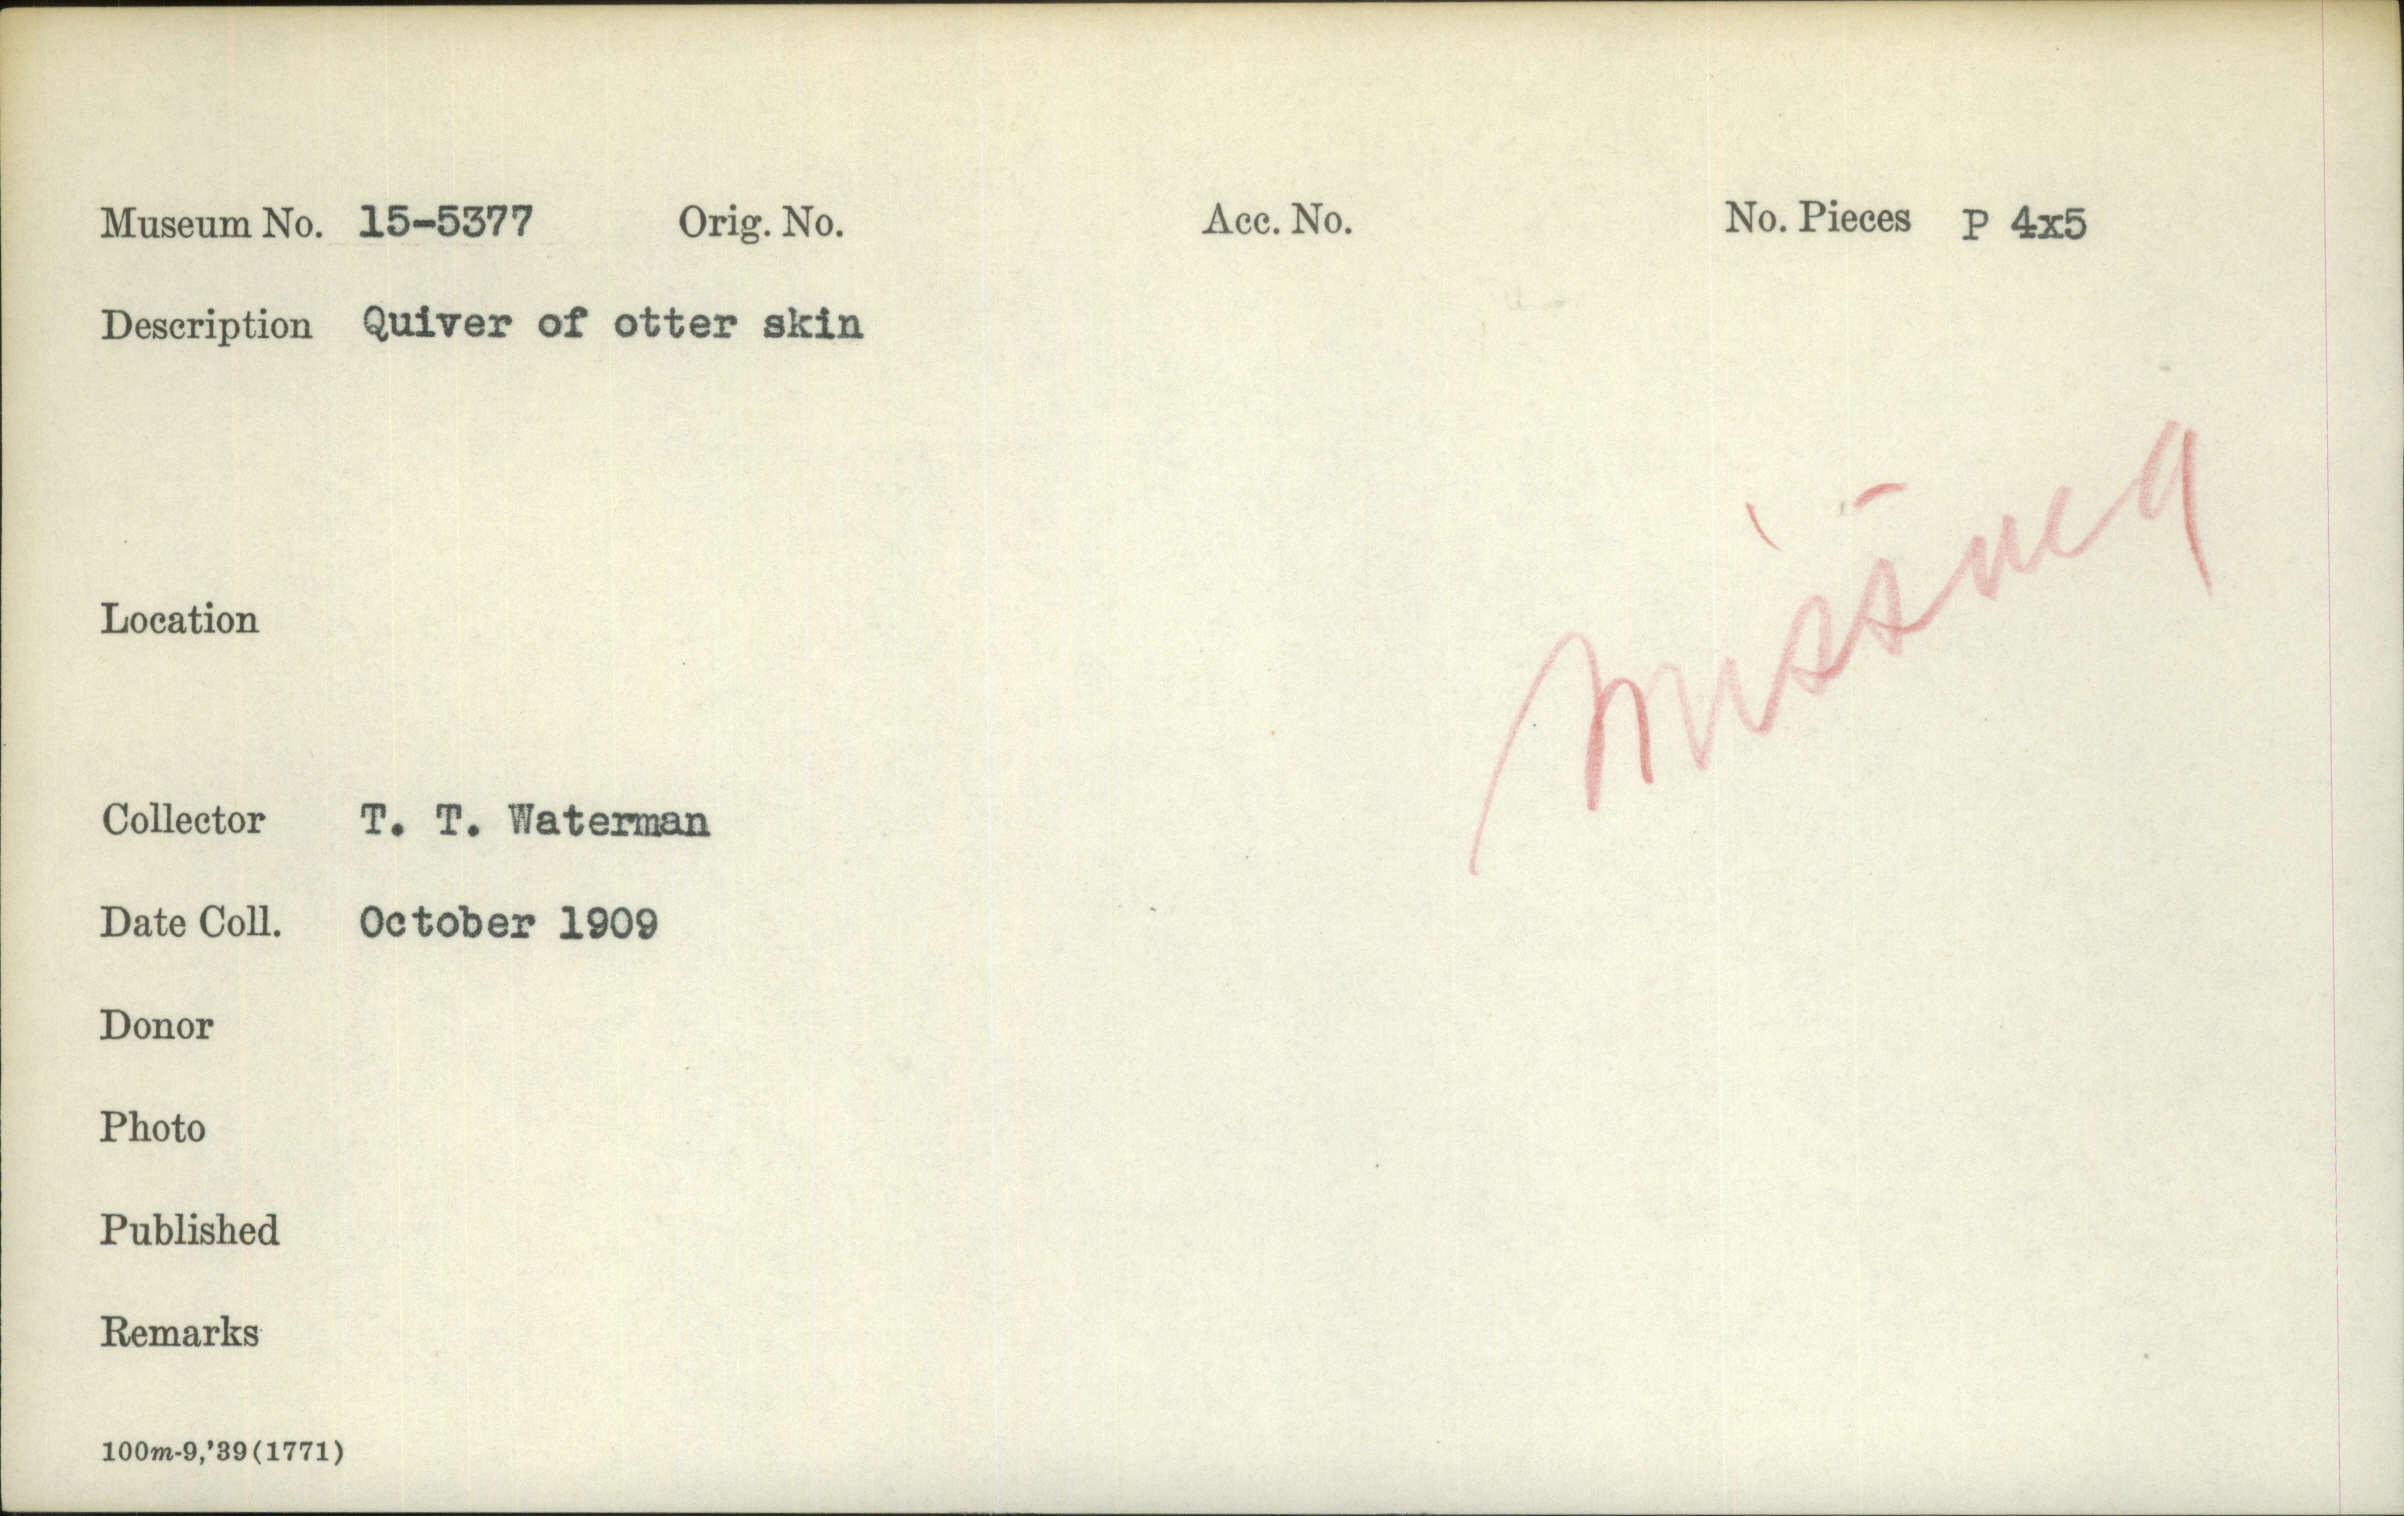 Museum No. 15-5377 Orig. No. Acc. No. No. Pieces P 4x5
Description Quiver of otter skin
missing
Location
Collector T. T. Waterman
Date Coll. October 1909
Donor
Photo
Published
Remarks
100m-9,'39(1771)